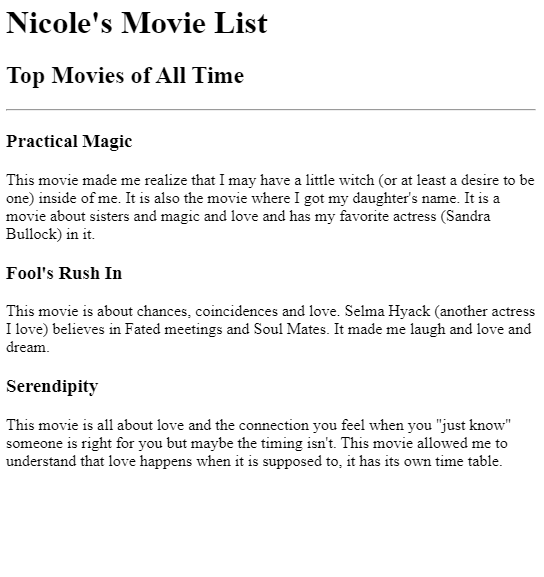 Nicole's Movie List
Top Movies of All Time
Practical Magic
This movie made me realize that I may have a little witch (or at least a desire to be
one) inside of me. It is also the movie where I got my daughter's name. It is a
movie about sisters and magic and love and has my favorite actress (Sandra
Bullock) in it.
Fool's Rush In
This movie is about chances, coincidences and love. Selma Hyack (another actress
I love) believes in Fated meetings and Soul Mates. It made me laugh and love and
dream.
Serendipity
This movie is all about love and the connection you feel when you "just know"
someone is right for you but maybe the timing isn't. This movie allowed me to
understand that love happens when it is supposed to, it has its own time table.